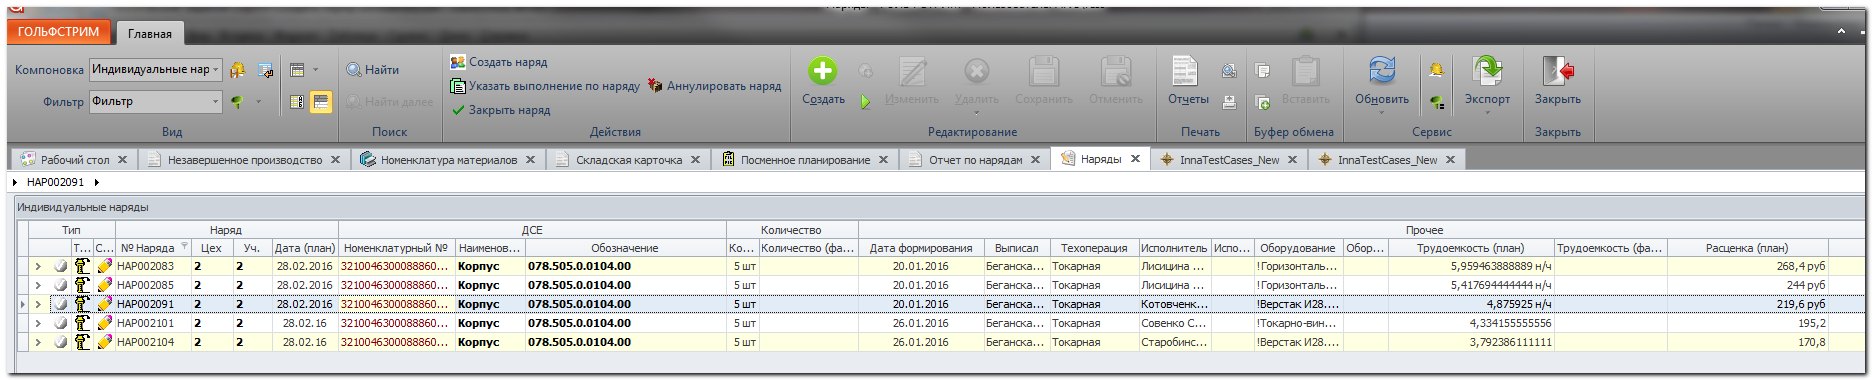 ГОЛЬФСТРИМ Главная
Компоновка Индивидуальные нар Найти Создать наряд
Указать выполнение по наряду Аннулировать наряд
Фильтр Фильтр Найти далее Закрыть наряд
Создать Изменить Удалить Сохранить Отменить Отчеты Вставить Обновить Экспорт Закрыть
Вид Поиск Действия Редактирование Печать Буфер обмена Сервис Закрыть
Рабочий стол Незавершенное производство Номенклатура материалов Складская карточка Посменное планирование Отчет по нарядам Наряды InnaTestCases_New InnaTestCases_New
НАР002091
Индивидуальные наряды
Тип Наряд ДСЕ Количество Прочее
Т... С... № Наряда Цех Уч. Дата (план) Номенклатурный № Наименов... Обозначение Ко... Количество (фа... Дата формирования Выписал Техоперация Исполнитель Испо... Оборудование Обор... Трудоемкость (план) Трудоемкость (фа... Расценка (план)
НАР002083 2 2 28.02.2016 3210046300088860... Корпус 078.505.0.0104.00 5 шт 20.01.2016 Беганска... Токарная Лисицина ... !Горизонталь... 5,959463888889 н/ч 268,4 руб
НАР002085 2 2 28.02.2016 3210046300088860... Корпус 078.505.0.0104.00 5 шт 20.01.2016 Беганска... Токарная Лисицина ... !Горизонталь... 5,417694444444 н/ч 244 руб
НАР002091 2 2 28.02.2016 3210046300088860... Корпус 078.505.0.0104.00 5 шт 20.01.2016 Беганска... Токарная Котовченк... !Верстак И28.... 4,875925 н/ч 219,6 руб
НАР002101 2 2 28.02.16 3210046300088860... Корпус 078.505.0.0104.00 5 шт 26.01.2016 Беганска... Токарная Совенко С... !Токарно-вин... 4,334155555556 195,2
НАР002104 2 2 28.02.16 3210046300088860... Корпус 078.505.0.0104.00 5 шт 26.01.2016 Беганска... Токарная Старобинс... !Верстак И28.... 3,792386111111 170,8